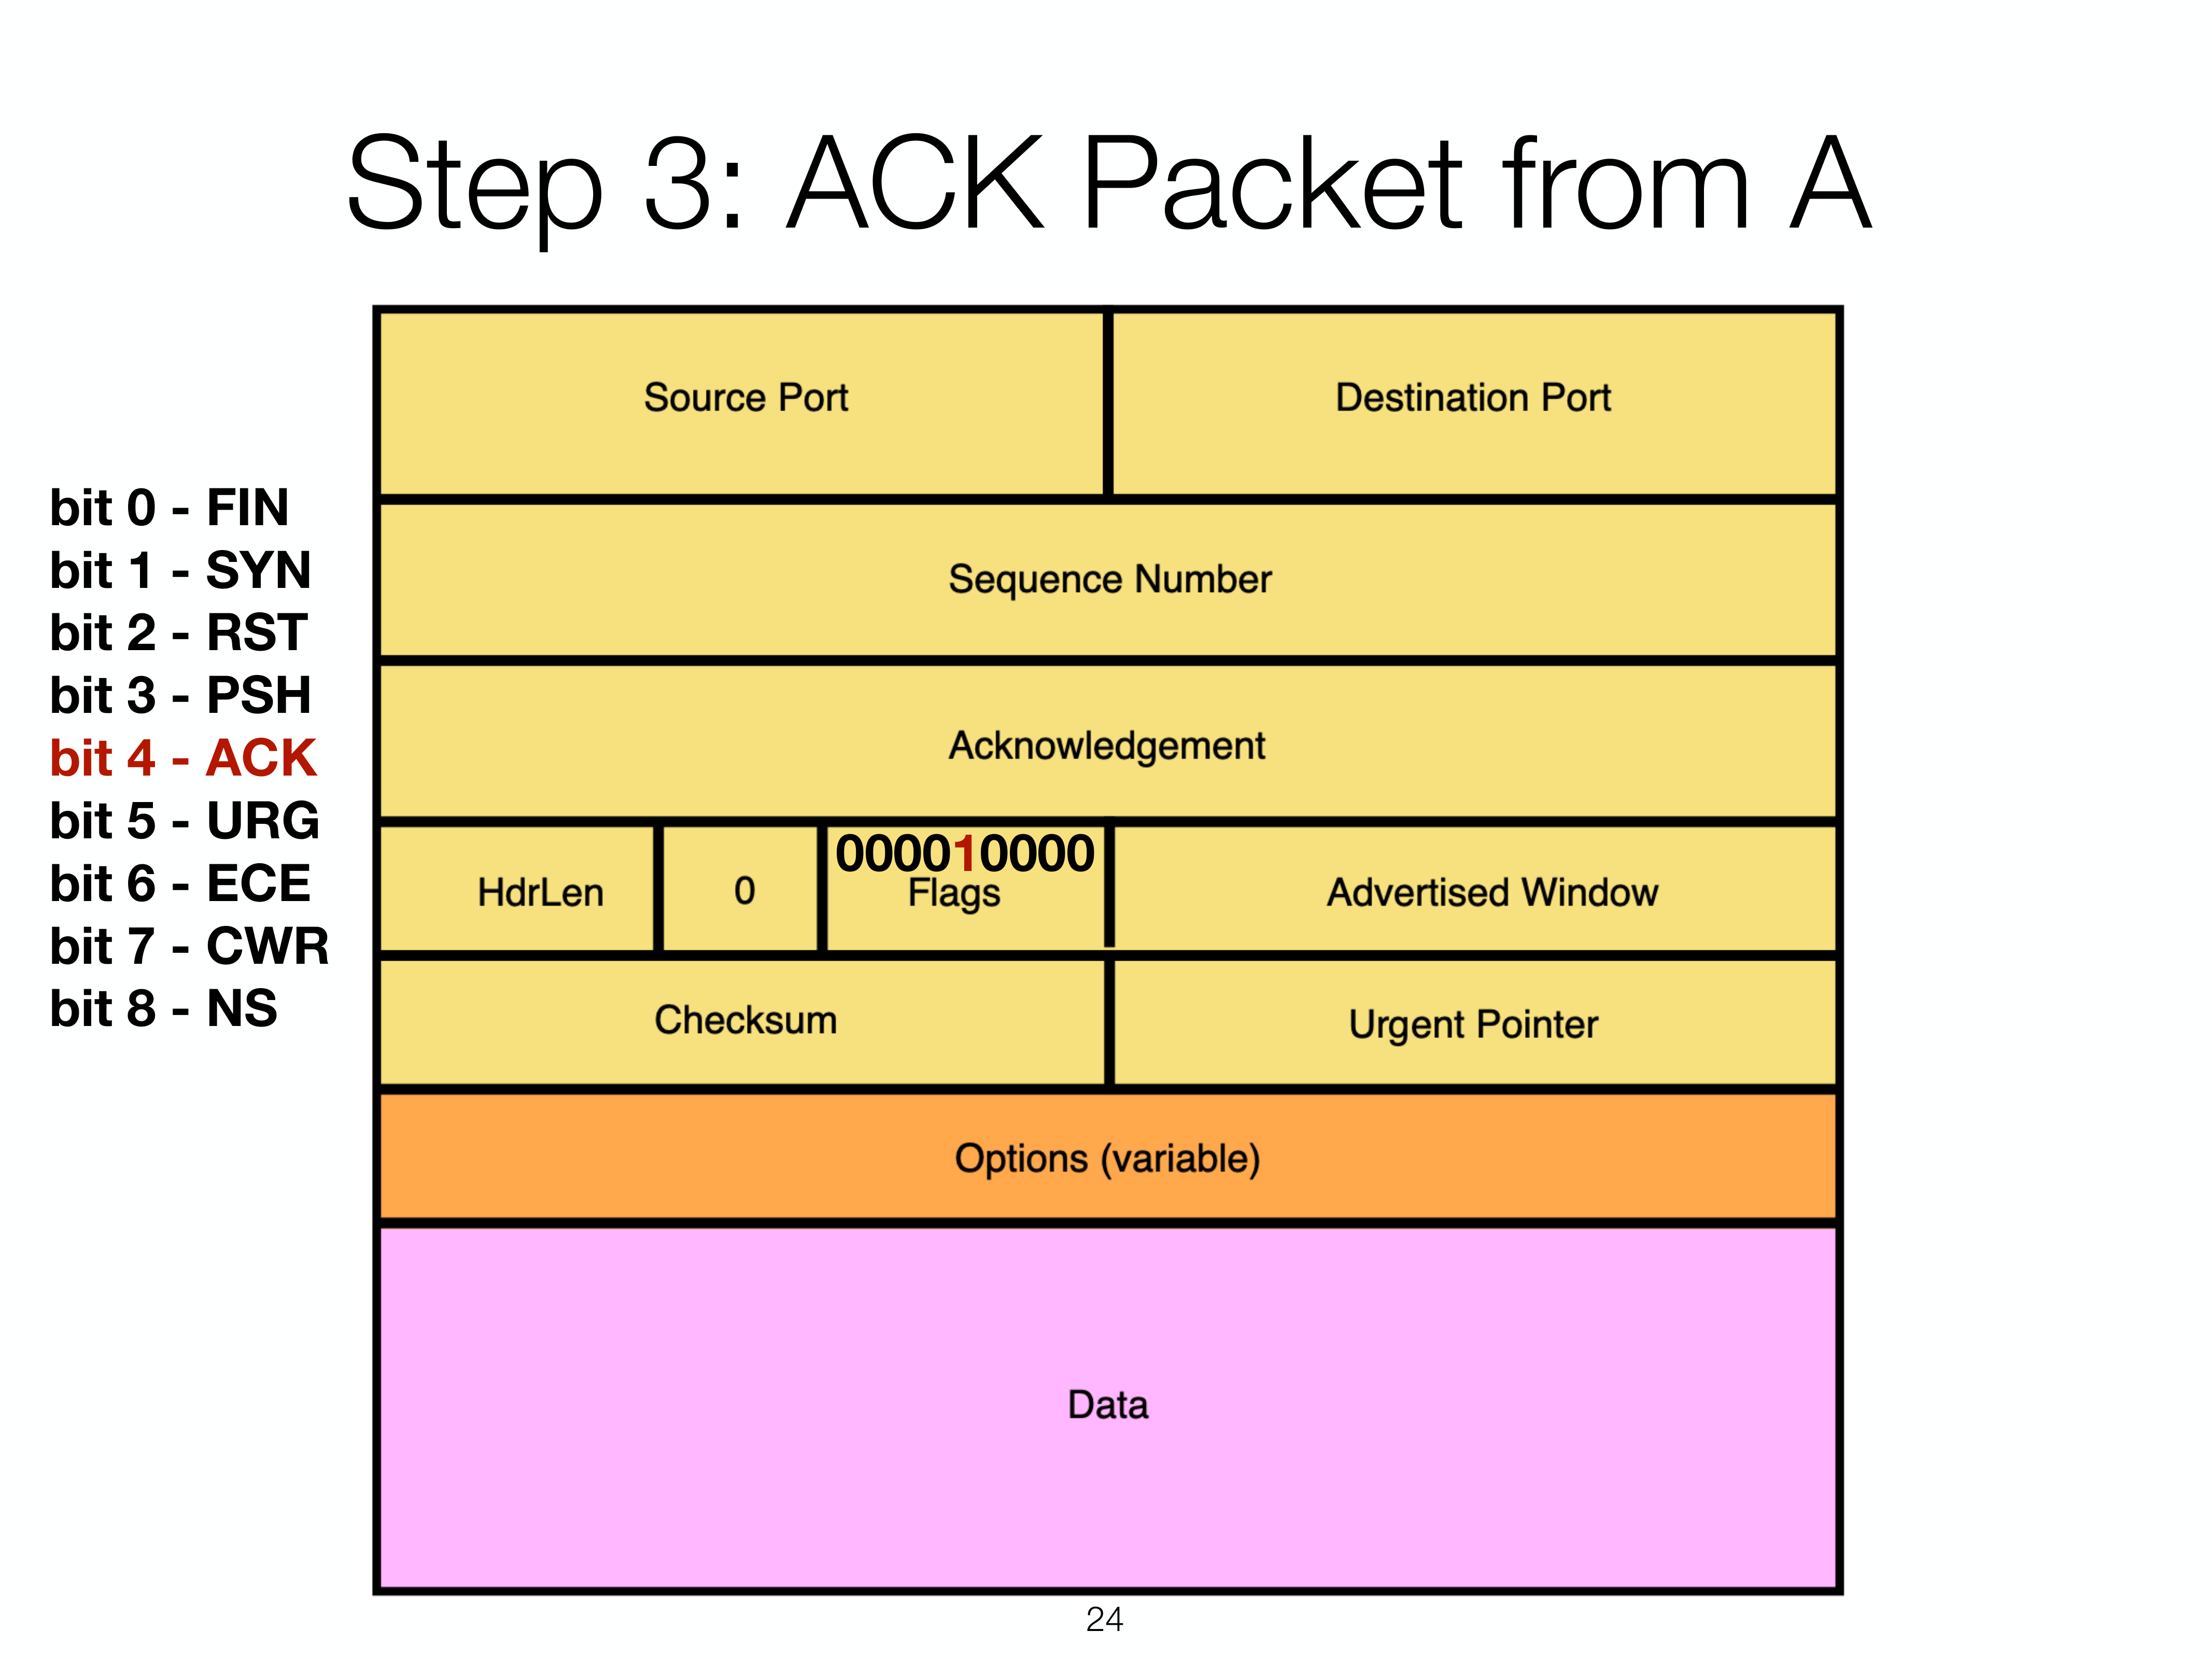 Step 3: ACK Packet from A
Source Port
Destination Port
bit 0 - FIN
bit 1 - SYN
bit 2 - RST
bit 3 - PSH
bit 4 - ACK
bit 5 - URG
bit 6 - ECE
bit 7 - CWR
bit 8 - NS
Sequence Number
Acknowledgement
HdrLen
0
000010000
Flags
Advertised Window
Checksum
Urgent Pointer
Options (variable)
Data
24